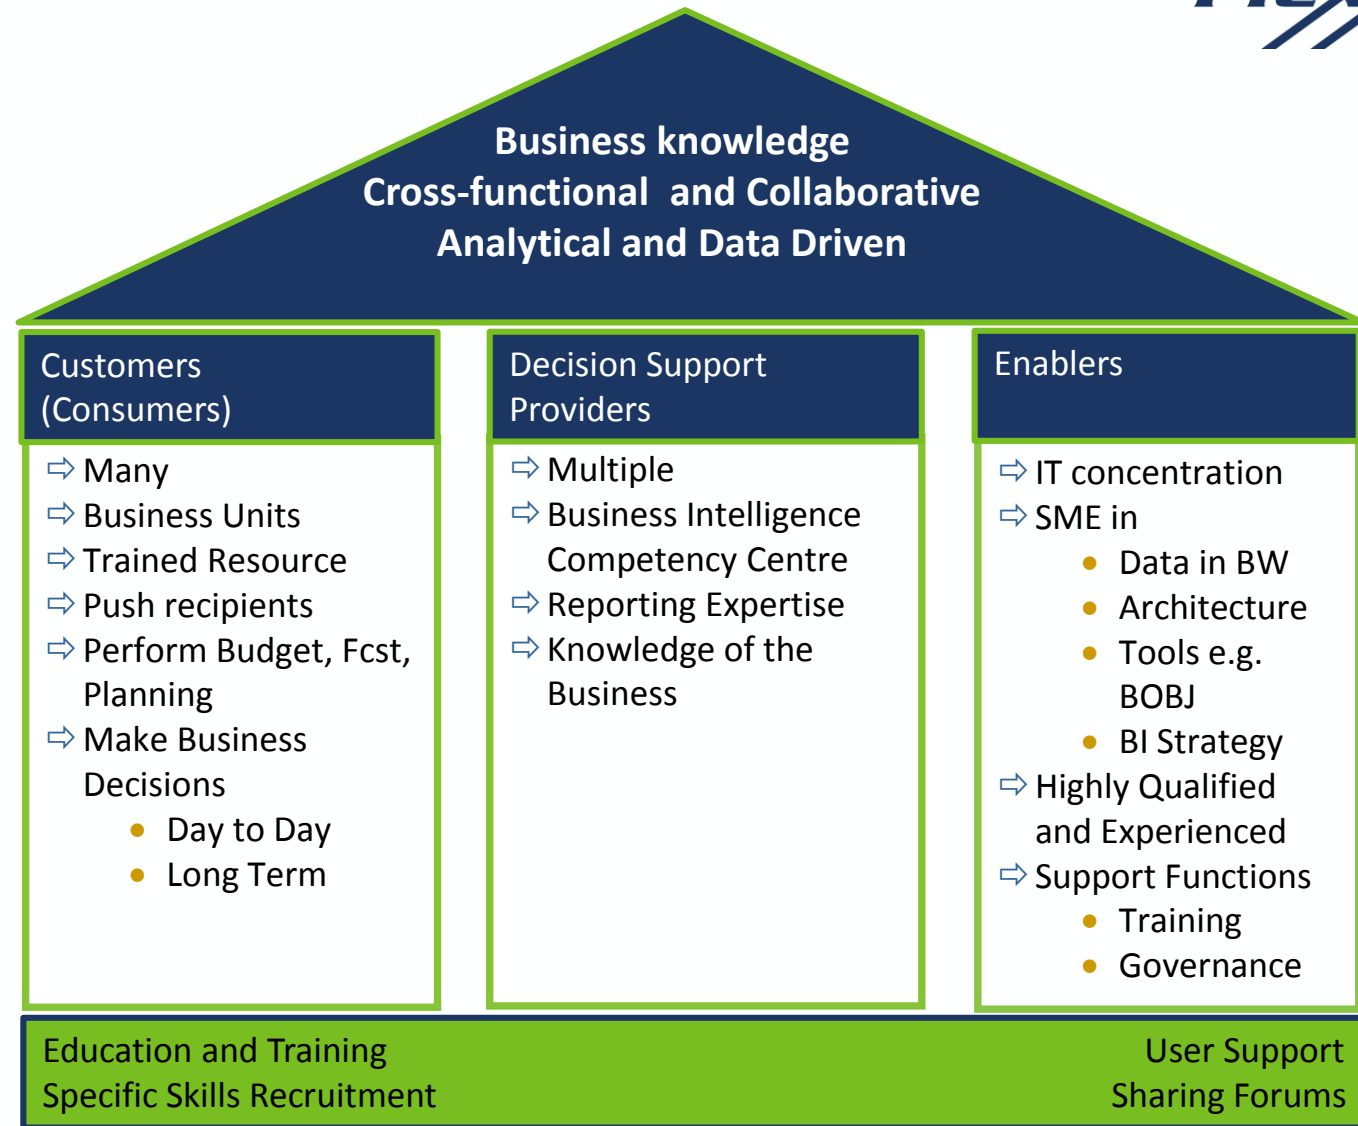 Business knowledge
Cross-functional and Collaborative
Analytical and Data Driven
Customers
(Consumers)
Many
Business Units
Trained Resource
Push recipients
Perform Budget, Fcst,
Planning
Make Business
Decisions
Day to Day
Long Term
Decision Support
Providers
Multiple
Business Intelligence
Competency Centre
Reporting Expertise
Knowledge of the
Business
Enablers
IT concentration
SME in
Data in BW
Architecture
Tools e.g.
BOBJ
BI Strategy
Highly Qualified
and Experienced
Support Functions
Training
Governance
Education and Training
Specific Skills Recruitment
User Support
Sharing Forums